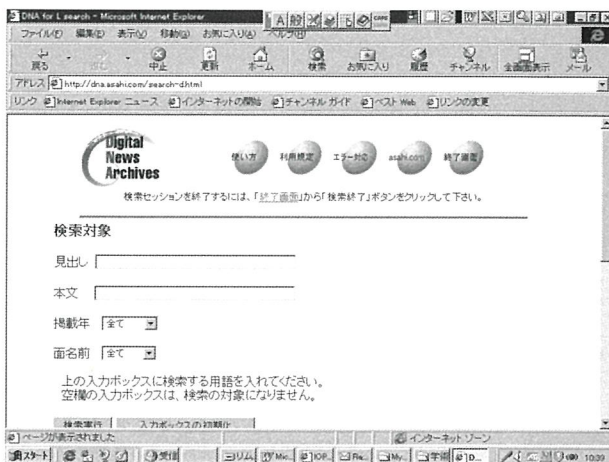 DNA for L search - Microsoft Internet Explorer
ファイル(F) 編集(E) 表示(V) 移動(G) お気に入り(A) ヘルプ(H)
戻る 中止 更新 ホーム 検索 お気に入り 履歴 チャンネル 全画面表示 メール
アドレス http://dna.asahi.com/search-d.html
リンク Internet Explorer ニュース インターネットの開始 チャンネル ガイド ベスト Web リンクの変更
Digital
News
Archives
使い方 利用規定 エラー対応 asahi.com 終了画面
検索セッションを終了するには、「終了画面」から「検索終了」ボタンをクリックして下さい。
検索対象
見出し
本文
掲載年 全て
面名前 全て
上の入力ボックスに検索する用語を入れてください。
空欄の入力ボックスは、検索の対象になりません。
検索実行 入力ボックスの初期化
ページが表示されました インターネット ゾーン
スタート 受信 10:39